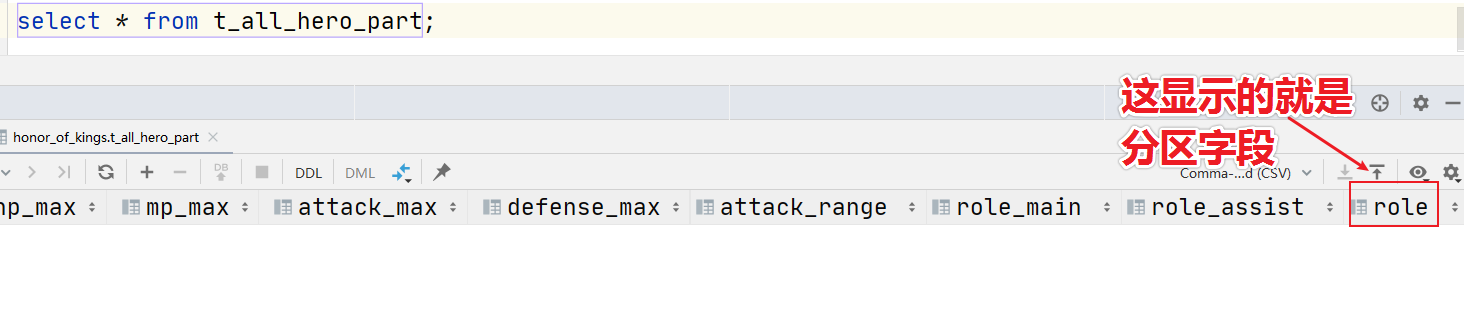 select * from t_all_hero_part;
这显示的就是
分区字段
honor_of_kings.t_all_hero_part
DB
DDL
DML
Comma-...d (CSV)
mp_max
attack_max
defense_max
attack_range
role_main
role_assist
role